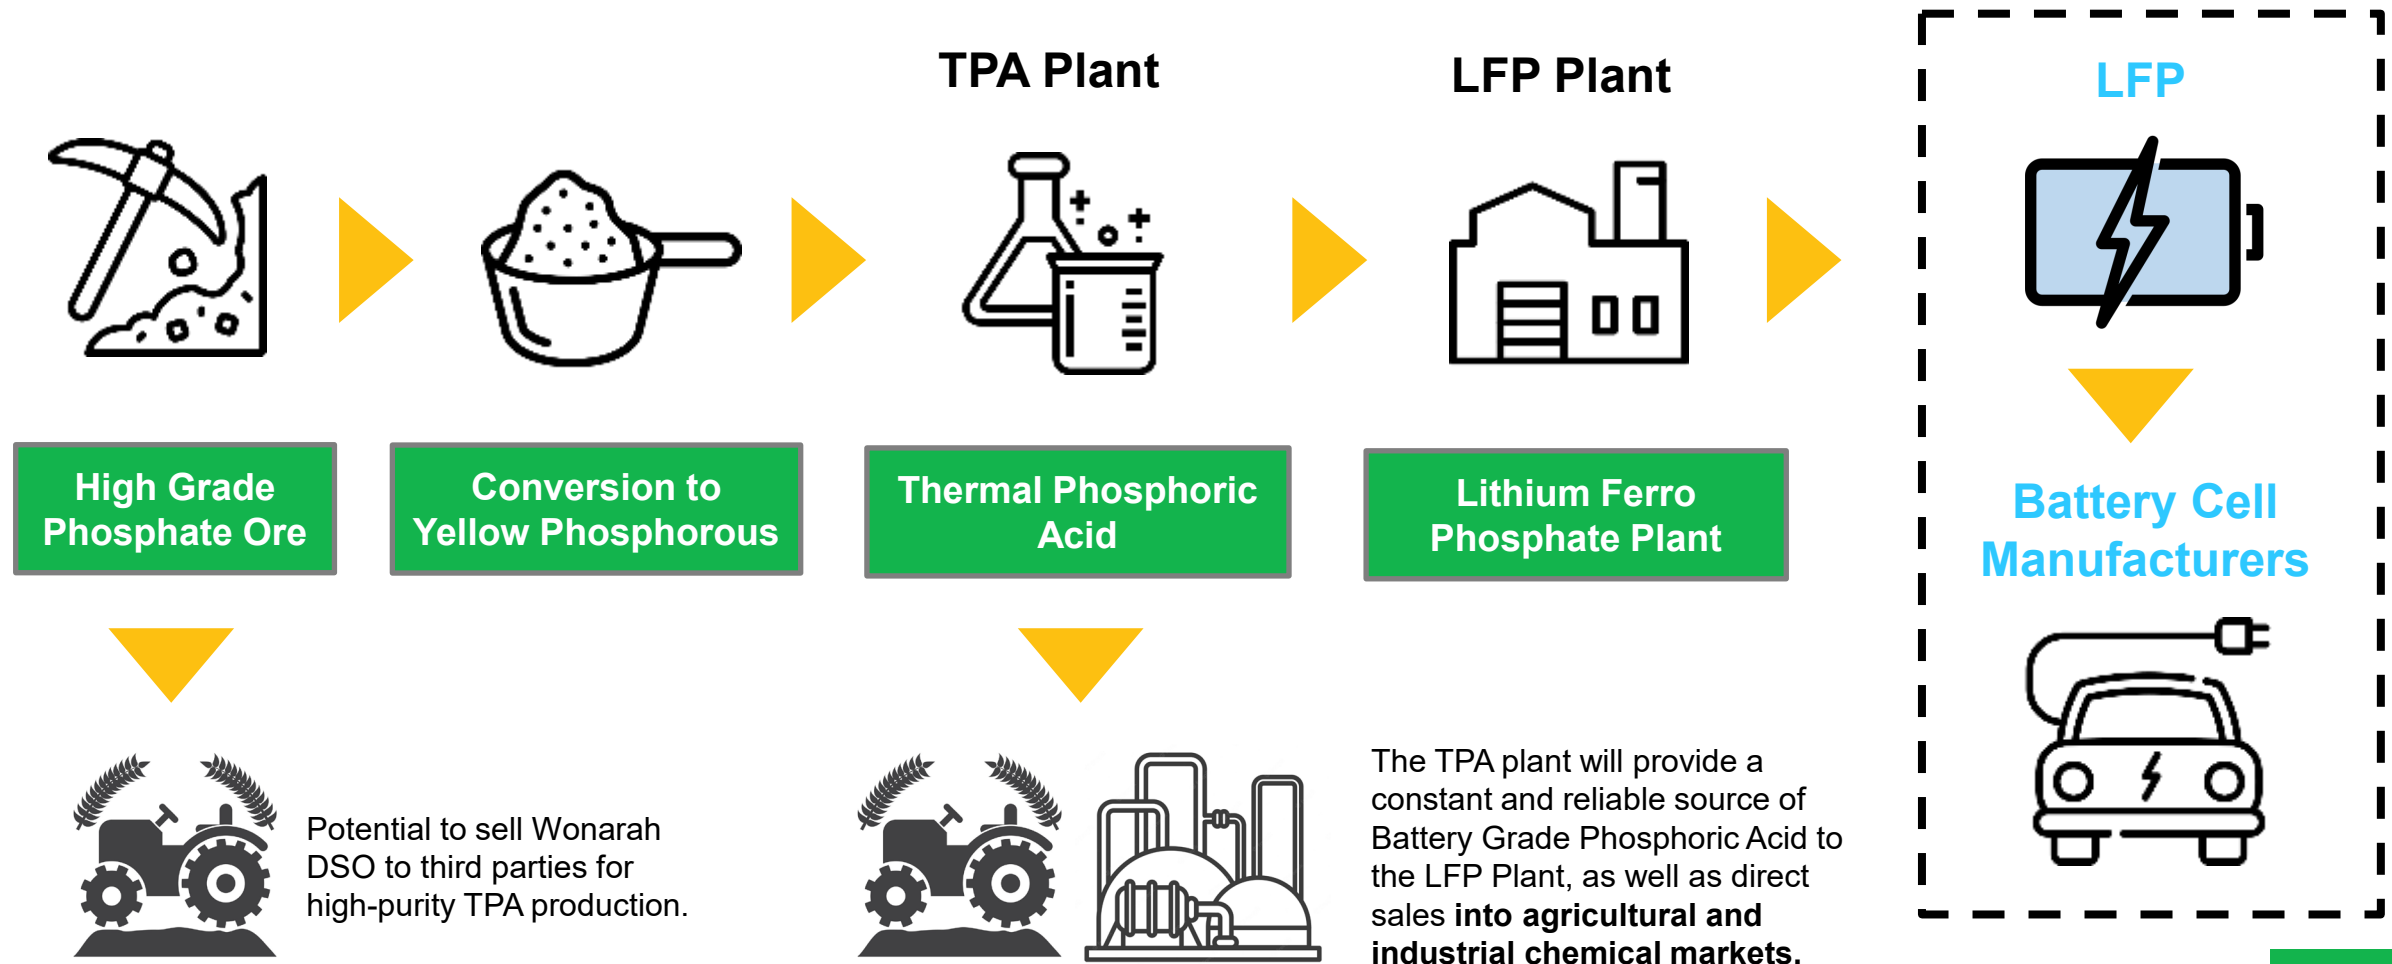 TPA Plant
LFP Plant
LFP
High Grade
Phosphate Ore
Conversion to
Yellow Phosphorous
Thermal Phosphoric
Acid
Lithium Ferro
Phosphate Plant
Battery Cell
Manufacturers
Potential to sell Wonarah
DSO to third parties for
high-purity TPA production.
The TPA plant will provide a
constant and reliable source of
Battery Grade Phosphoric Acid to
the LFP Plant, as well as direct
sales into agricultural and
industrial chemical markets.